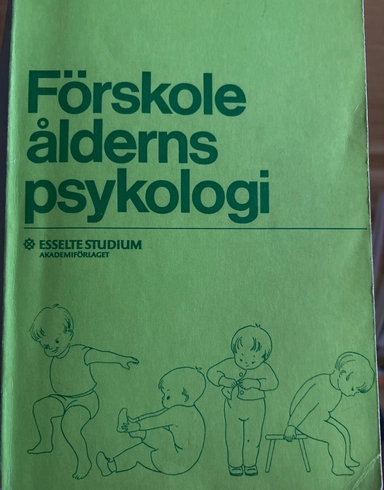 Förskole
ålderns
psykologi
ESSELTE STUDIUM
AKADEMIFÖRLAGET